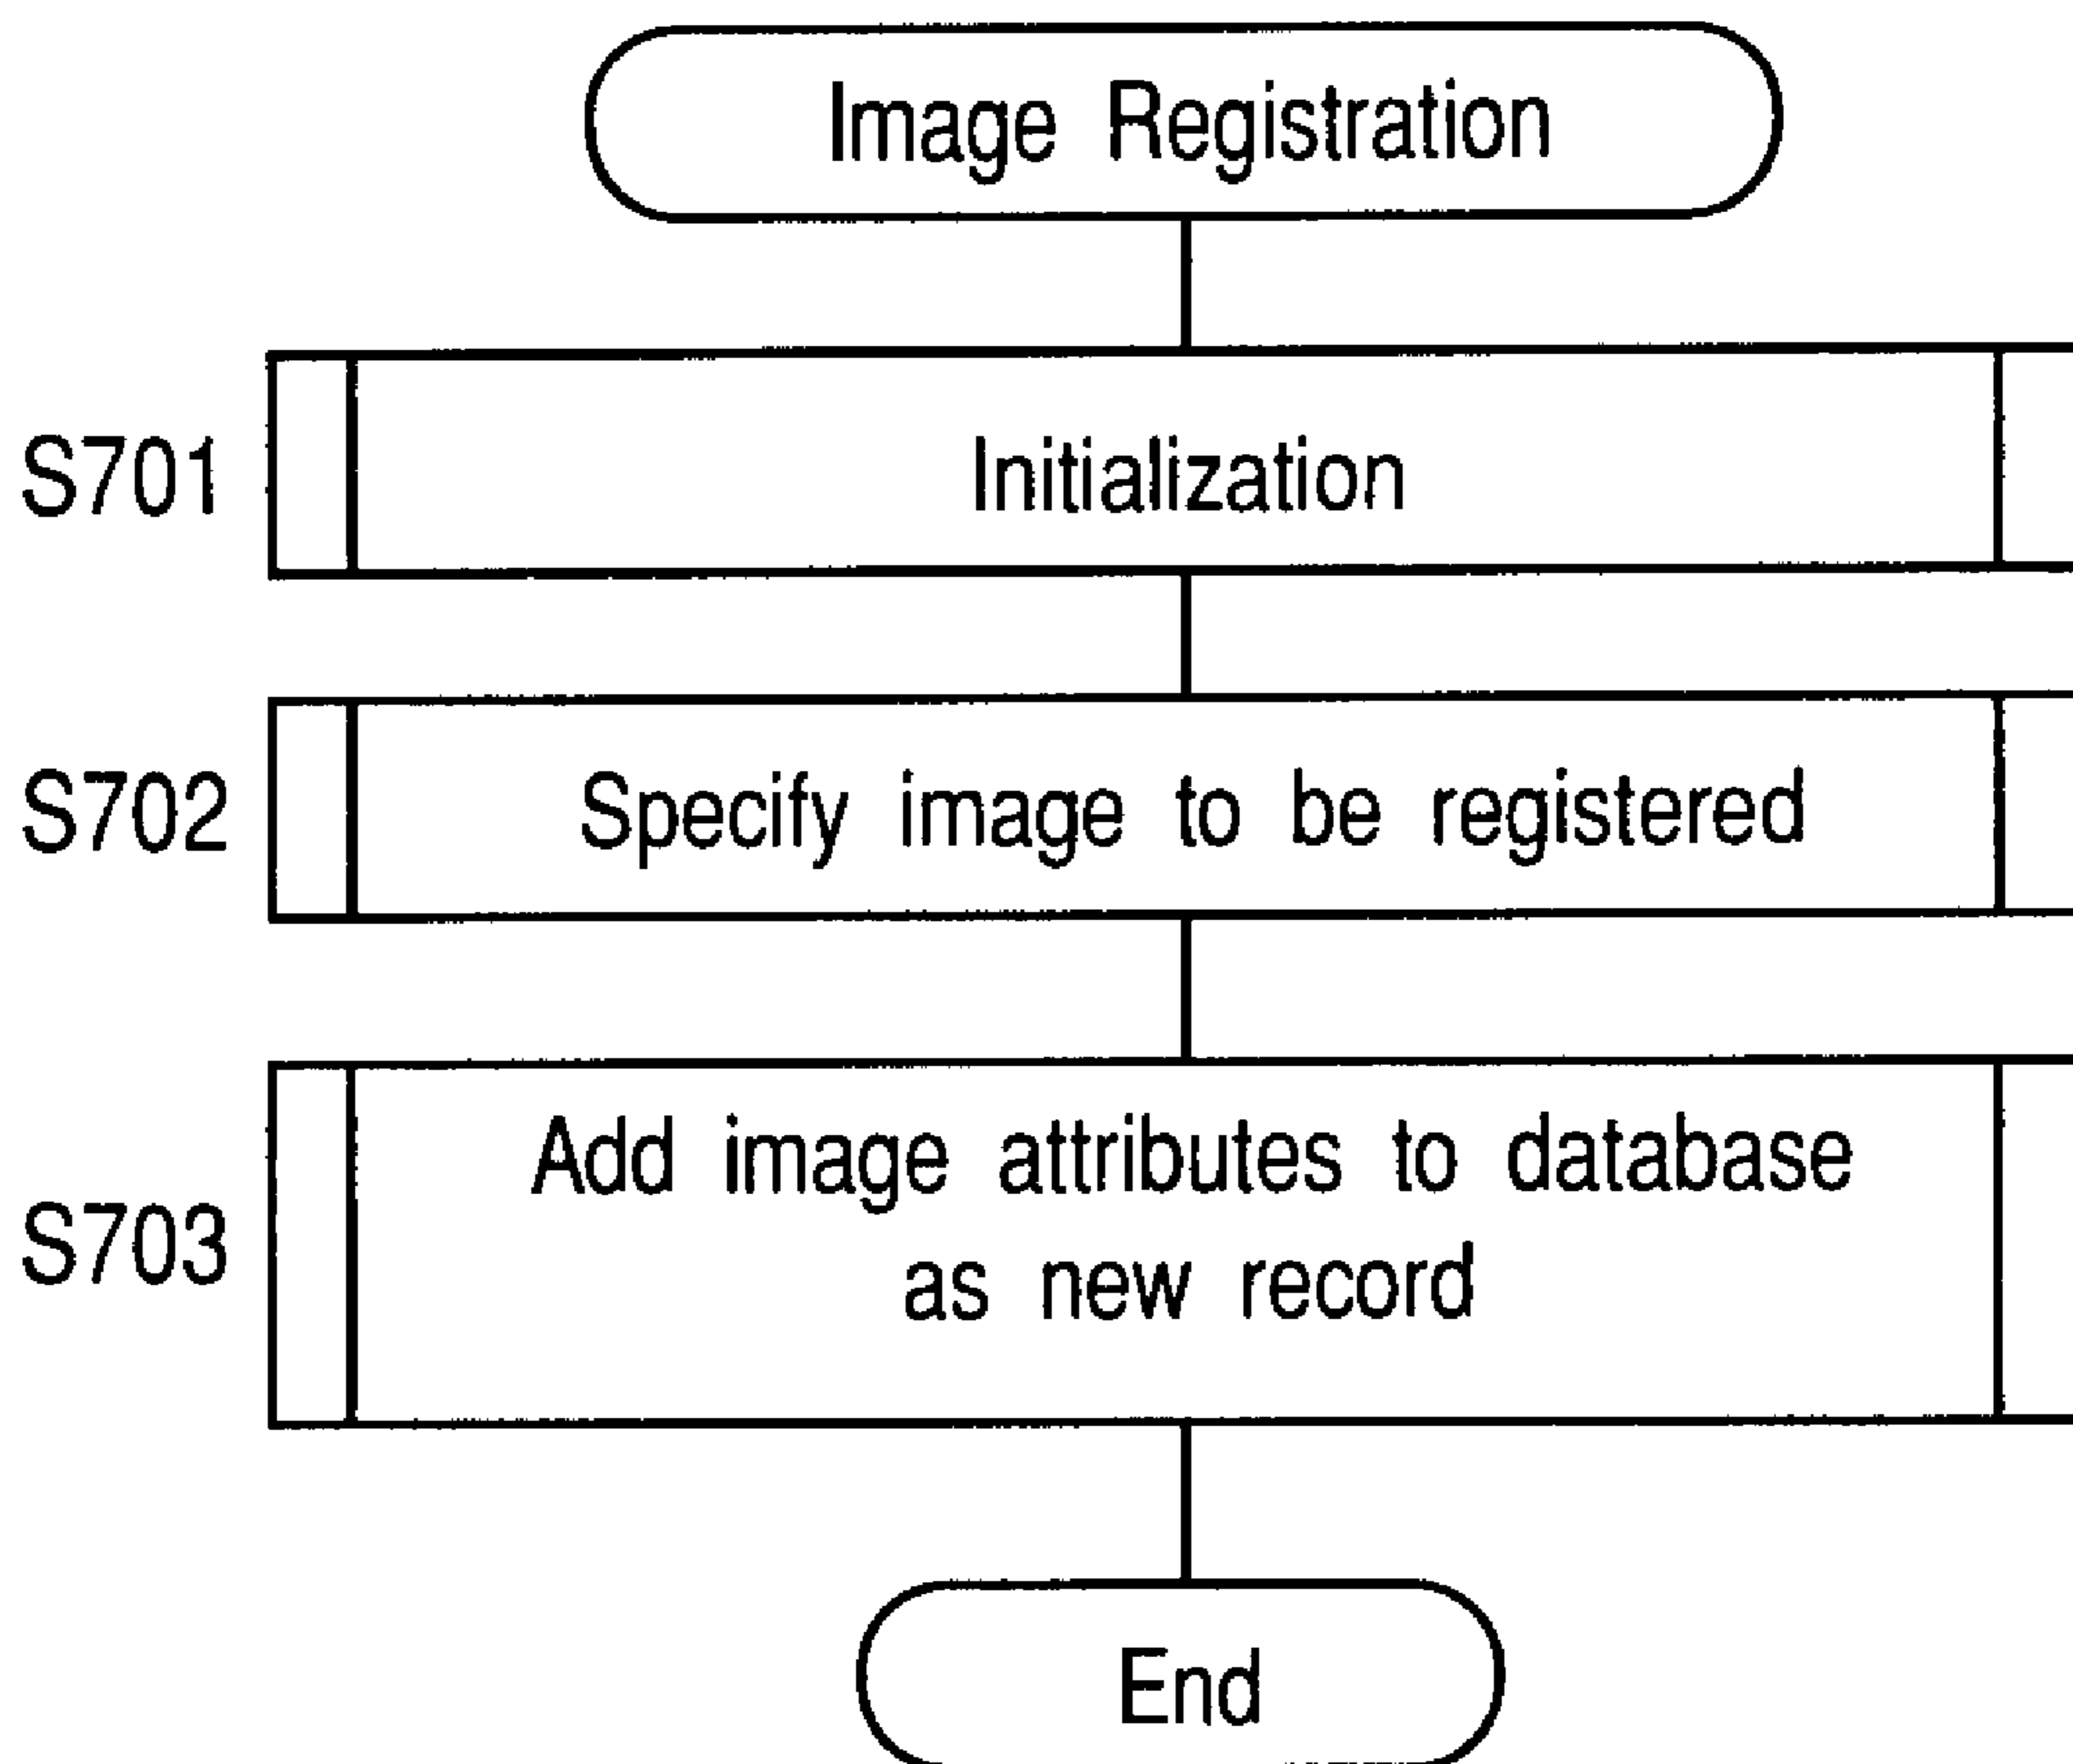 Image Registration
S701
Initialization
S702
Specify image to be registered
S703
Add image attributes to database
as new record
End